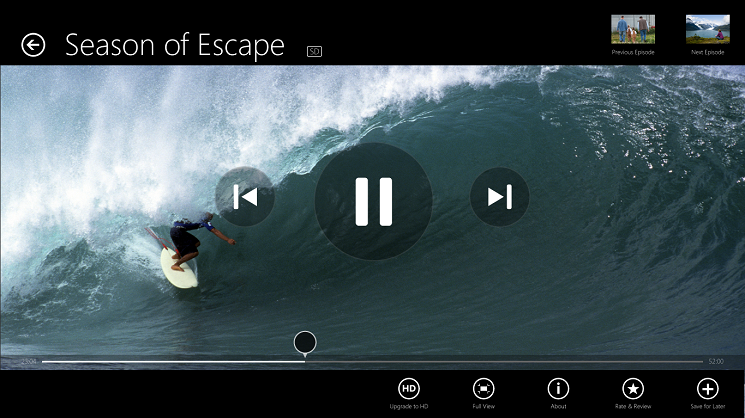 Season of Escape
SD
Previous Episode
Next Episode
52:00
HD
Upgrade to HD
Full View
About
Rate & Review
Save for Later